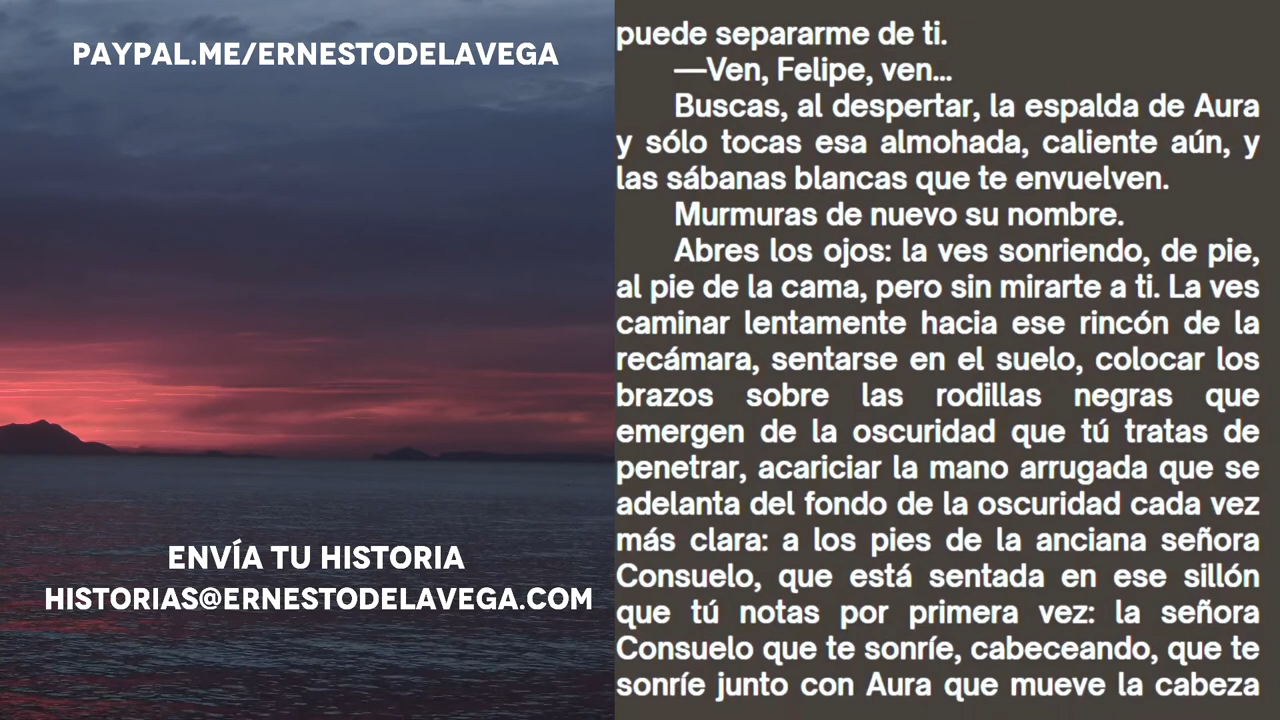 PAYPAL.ME/ERNESTODELAVEGA
ENVÍA TU HISTORIA
HISTORIAS@ERNESTODELAVEGA.COM
puede separarme de ti.
—Ven, Felipe, ven...
Buscas, al despertar, la espalda de Aura
y sólo tocas esa almohada, caliente aún, y
las sábanas blancas que te envuelven.
Murmuras de nuevo su nombre.
Abres los ojos: la ves sonriendo, de pie,
al pie de la cama, pero sin mirarte a ti. La ves
caminar lentamente hacia ese rincón de la
recámara, sentarse en el suelo, colocar los
brazos sobre las rodillas negras que
emergen de la oscuridad que tú tratas de
penetrar, acariciar la mano arrugada que se
adelanta del fondo de la oscuridad cada vez
más clara: a los pies de la anciana señora
Consuelo, que está sentada en ese sillón
que tú notas por primera vez: la señora
Consuelo que te sonríe, cabeceando, que te
sonríe junto con Aura que mueve la cabeza